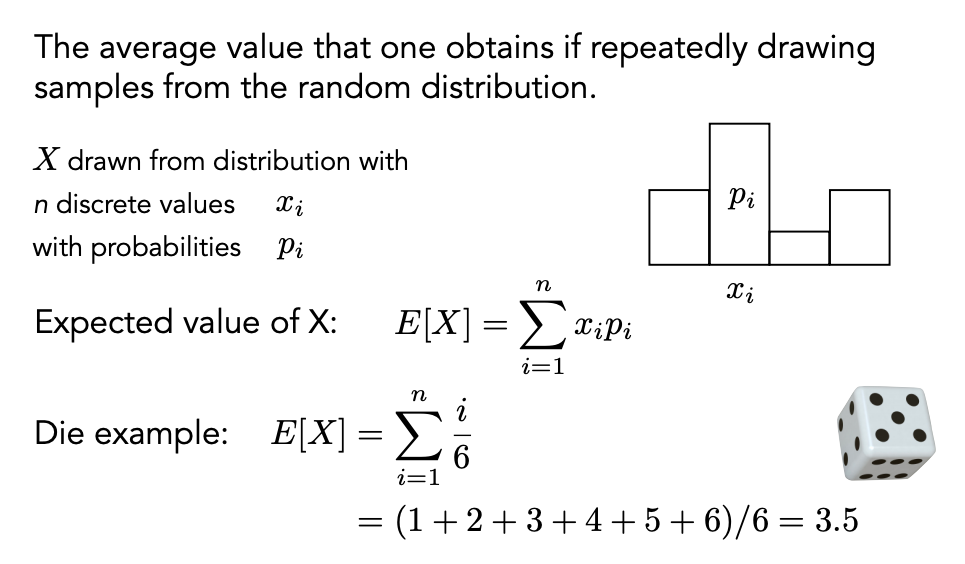 The average value that one obtains if repeatedly drawing
samples from the random distribution.
X drawn from distribution with
n discrete values x_i
with probabilities p_i
p_i
x_i
Expected value of X: E[X] = \sum_{i=1}^{n} x_i p_i
Die example: E[X] = \sum_{i=1}^{n} \frac{i}{6}
= (1 + 2 + 3 + 4 + 5 + 6)/6 = 3.5